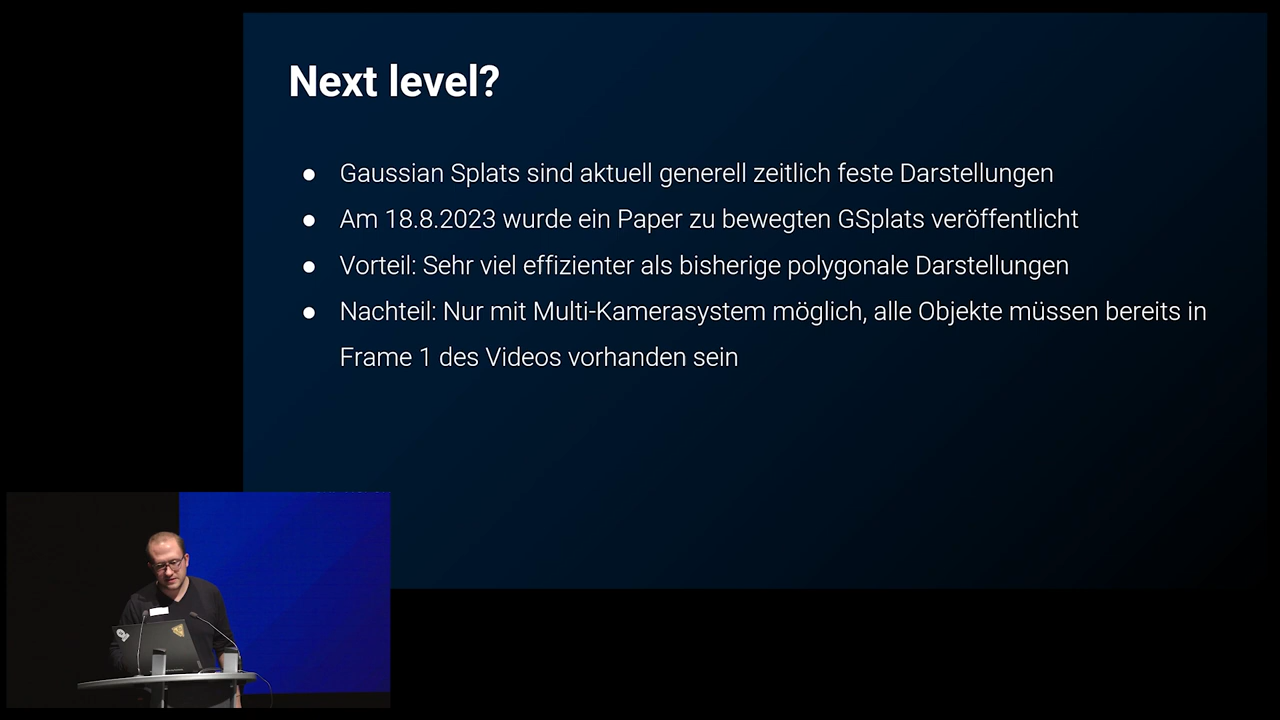 Next level?
● Gaussian Splats sind aktuell generell zeitlich feste Darstellungen
● Am 18.8.2023 wurde ein Paper zu bewegten GSplats veröffentlicht
● Vorteil: Sehr viel effizienter als bisherige polygonale Darstellungen
● Nachteil: Nur mit Multi-Kamerasystem möglich, alle Objekte müssen bereits in
Frame 1 des Videos vorhanden sein